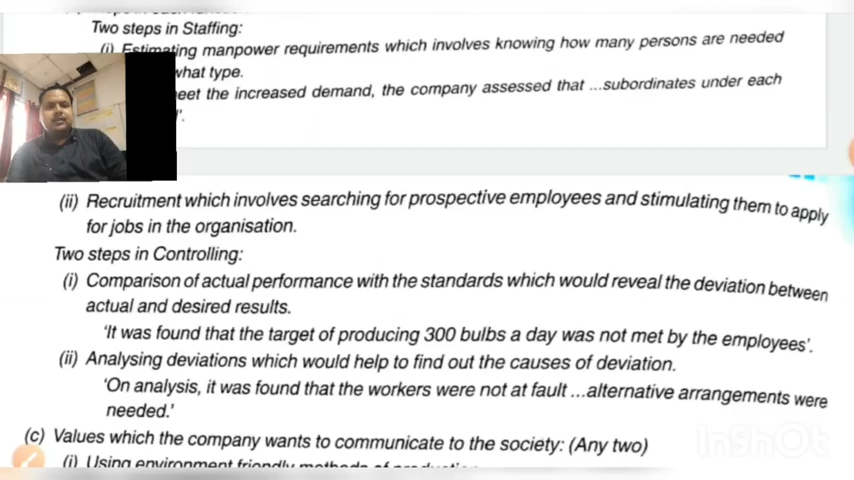 Two steps in Staffing:
(i) Estimating manpower requirements which involves knowing how many persons are needed
what type.
eet the increased demand, the company assessed that ...subordinates under each
(ii) Recruitment which involves searching for prospective employees and stimulating them to apply
for jobs in the organisation.
Two steps in Controlling:
(i) Comparison of actual performance with the standards which would reveal the deviation between
actual and desired results.
'It was found that the target of producing 300 bulbs a day was not met by the employees'.
(ii) Analysing deviations which would help to find out the causes of deviation.
'On analysis, it was found that the workers were not at fault ...alternative arrangements were
needed.'
(c) Values which the company wants to communicate to the society: (Any two)
(i) Using environment friendly methods of production
InShOt